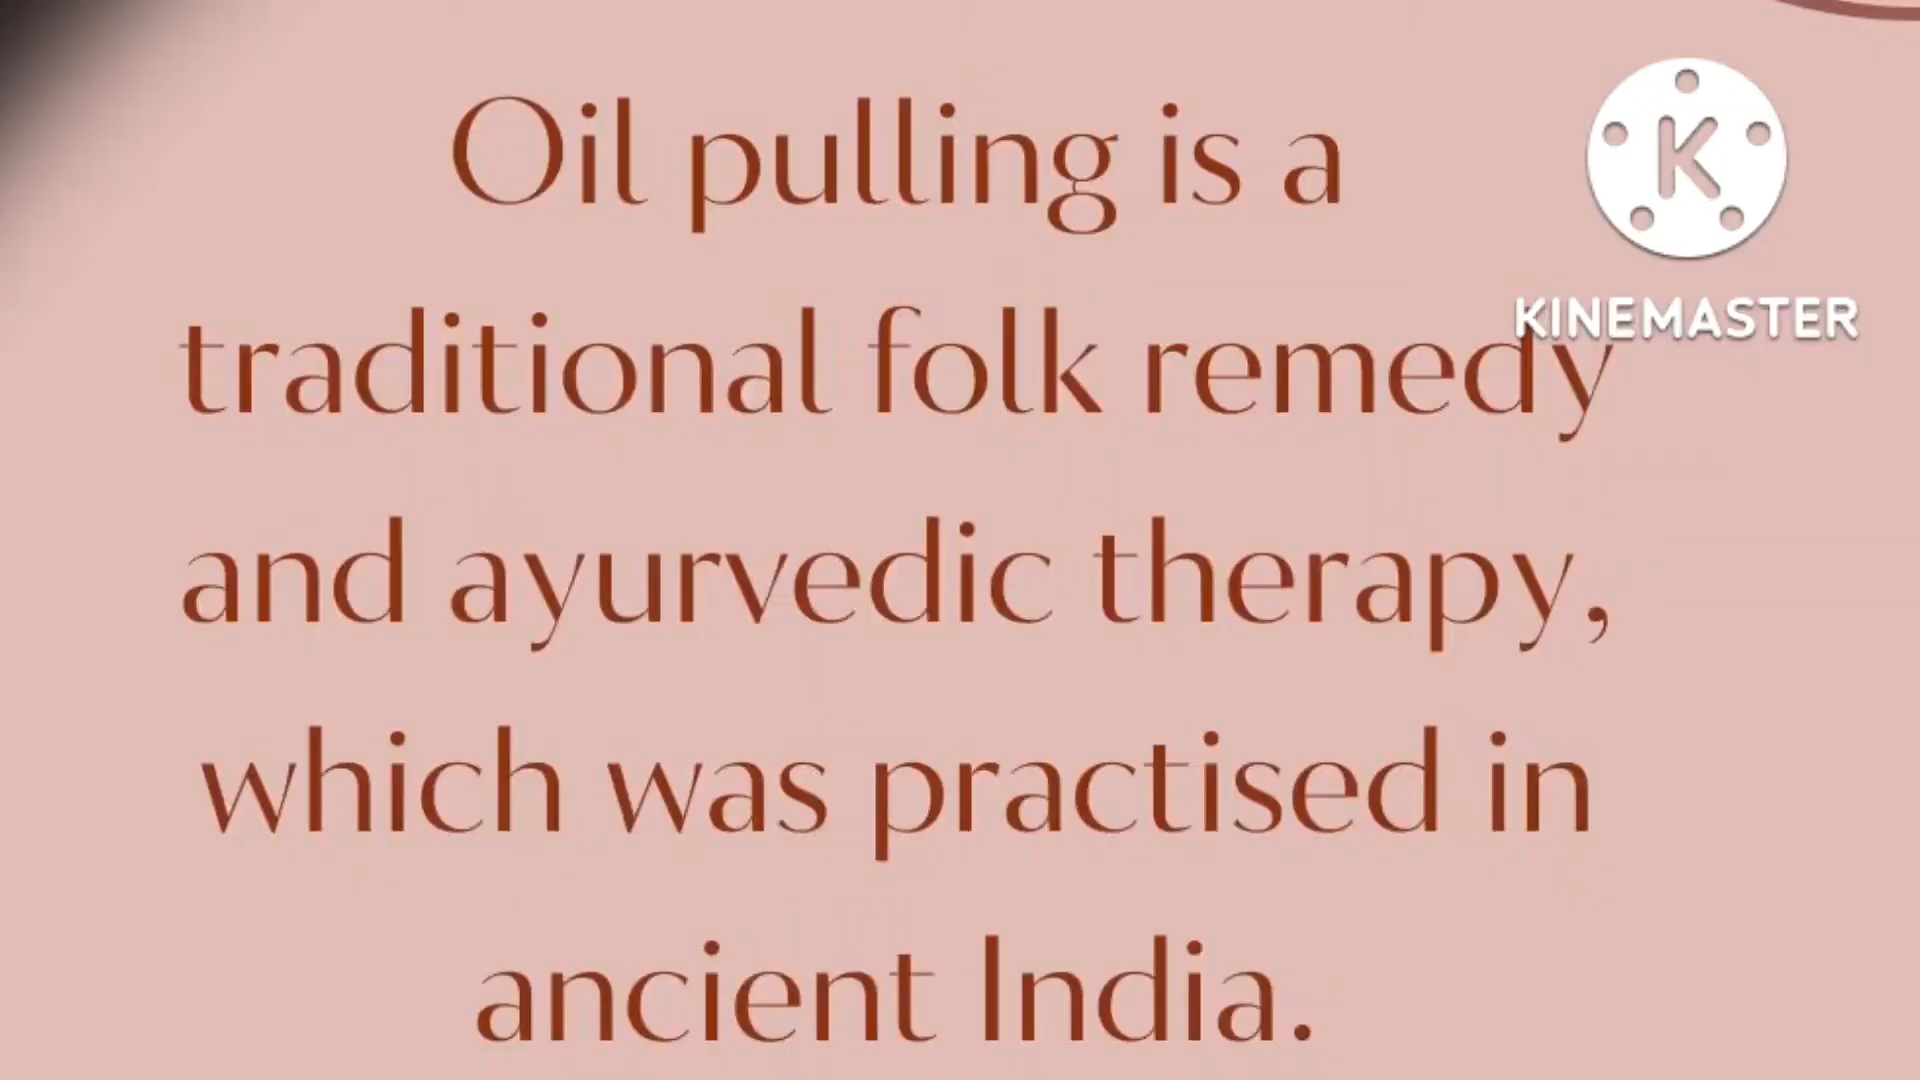 Oil pulling is a
traditional folk remedy
and ayurvedic therapy,
which was practised in
ancient India.
K
KINEMASTER